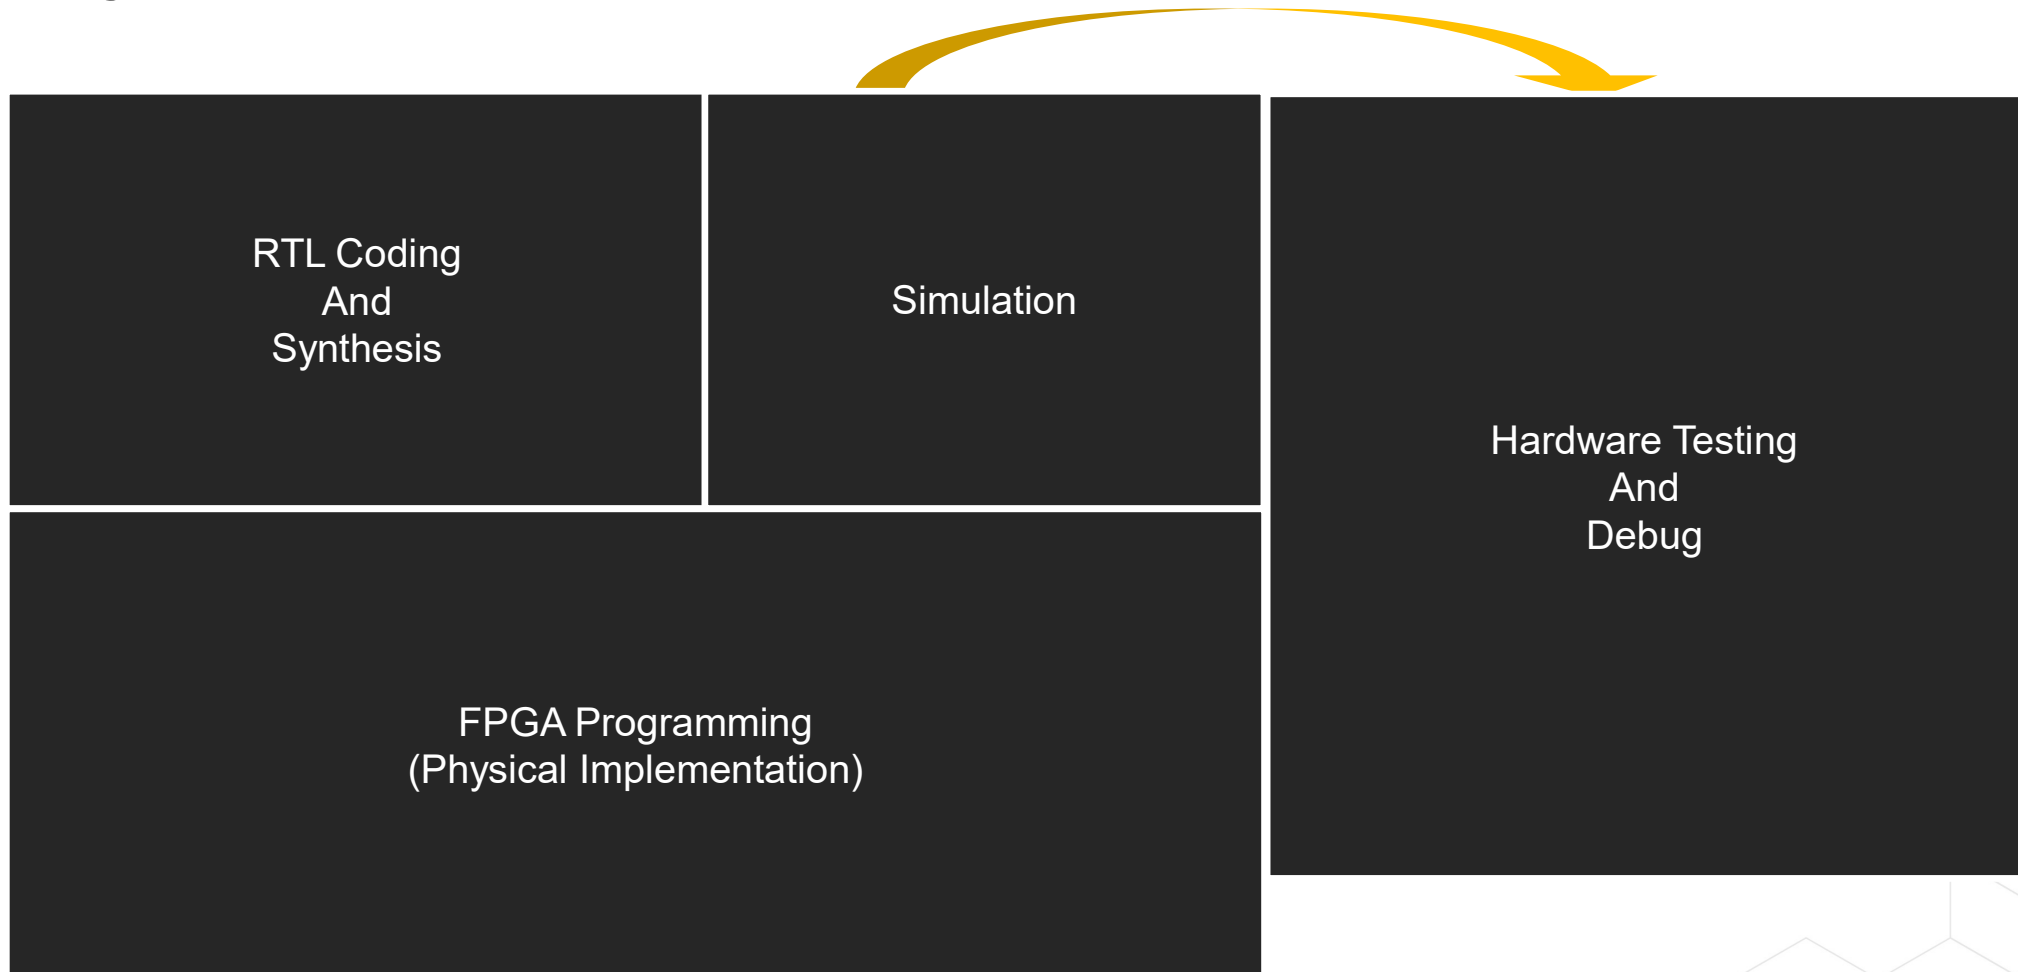 RTL Coding
And
Synthesis
Simulation
Hardware Testing
And
Debug
FPGA Programming
(Physical Implementation)